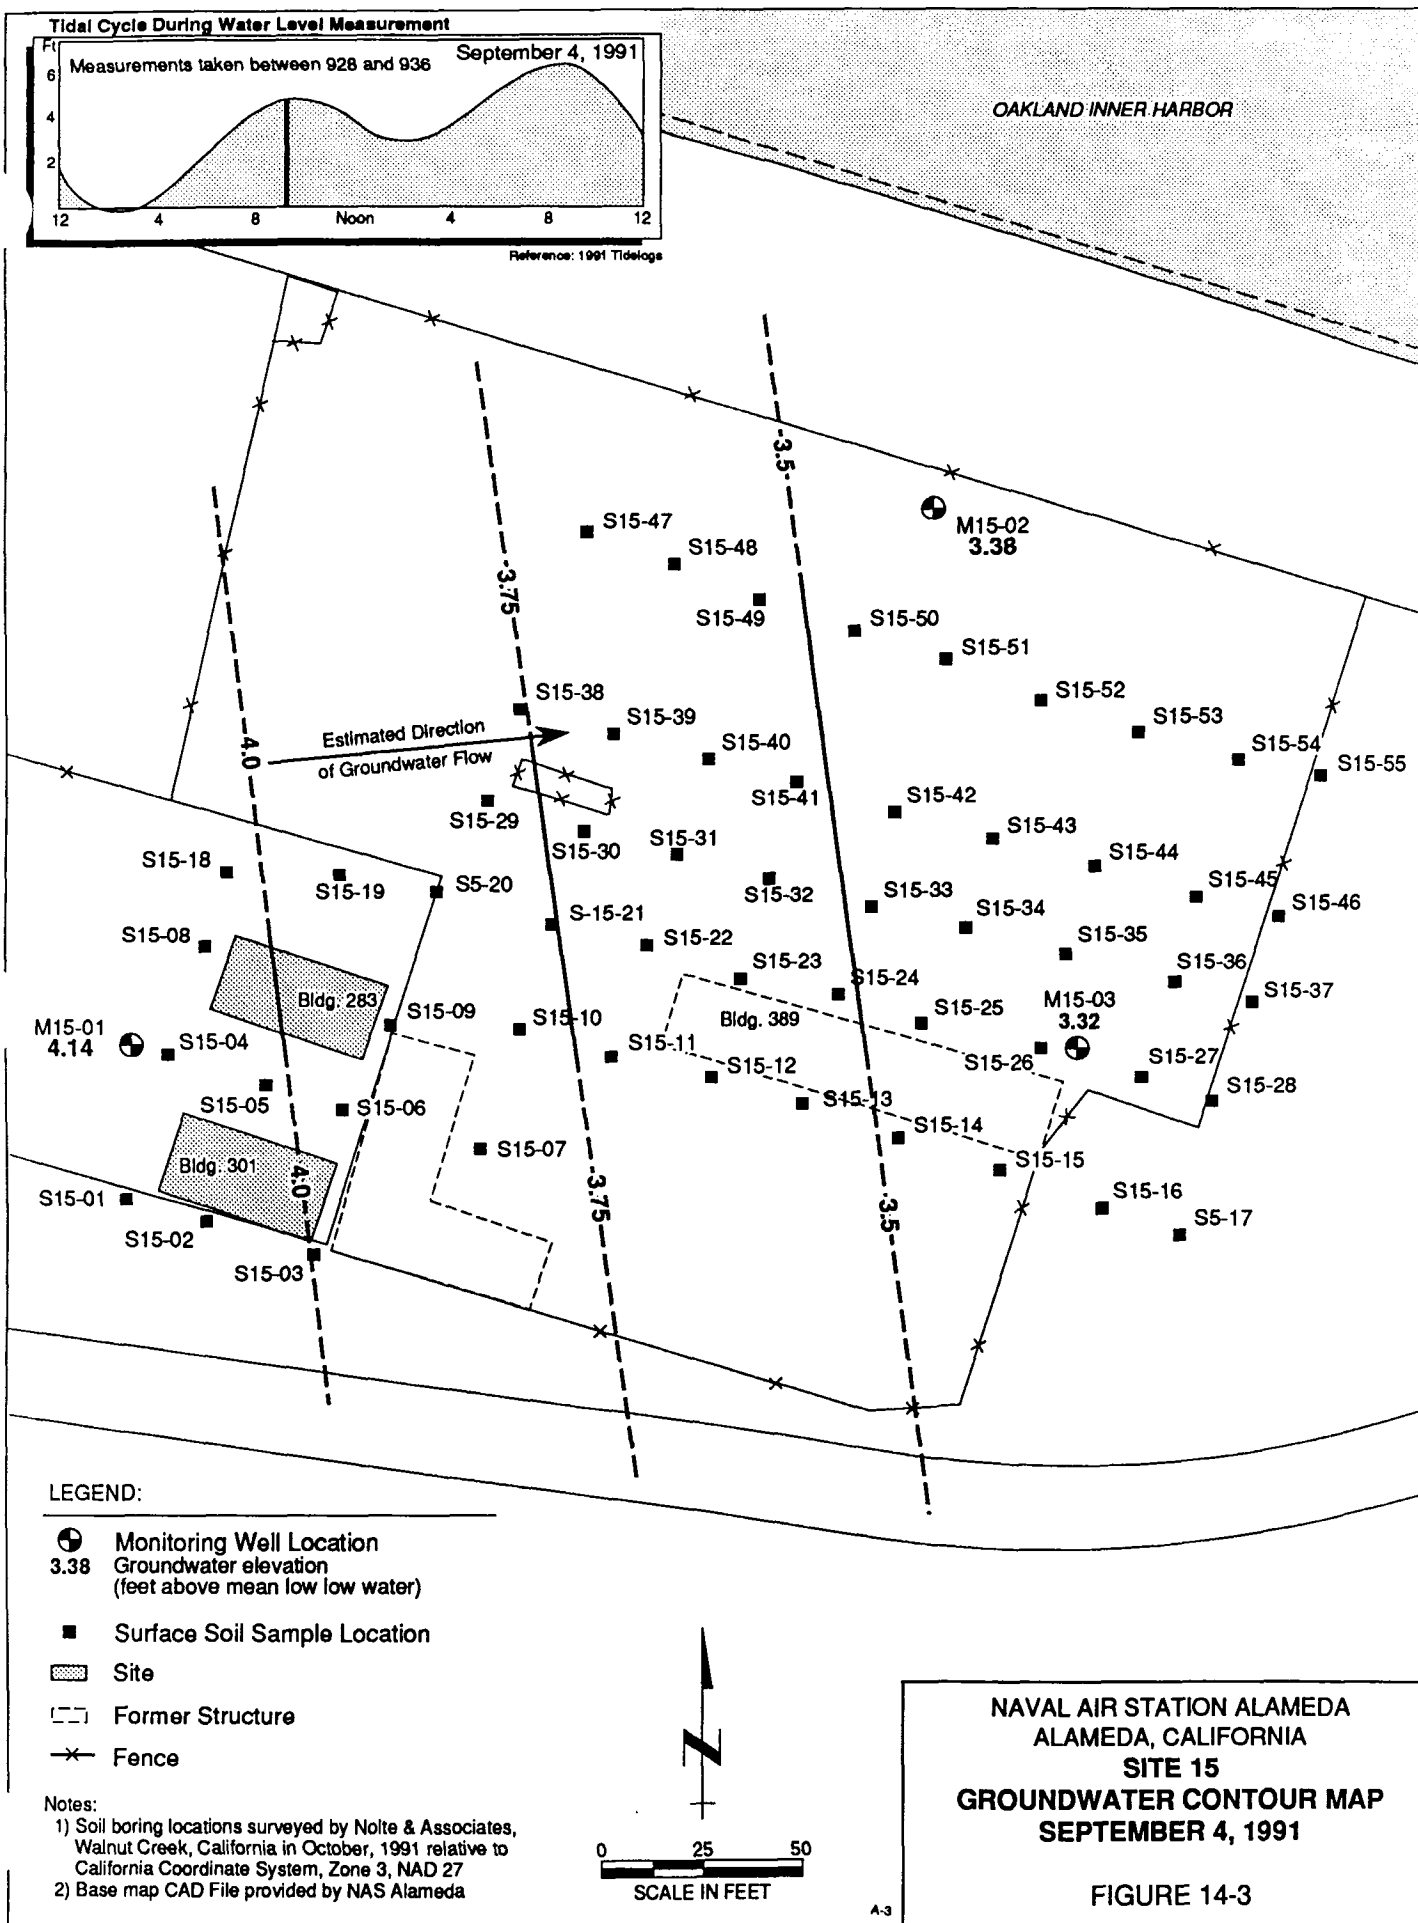 Tidal Cycle During Water Level Measurement
Ft
6
4
2
Measurements taken between 928 and 936
September 4, 1991
12 4 8 Noon 4 8 12
Reference: 1991 Tidelogs
OAKLAND INNER HARBOR
3.5
M15-02
3.38
S15-47
S15-48
3.75
S15-49
S15-50
S15-51
S15-52
S15-38
S15-39
S15-53
4.0
Estimated Direction
of Groundwater Flow
S15-40
S15-54
S15-55
S15-41
S15-29
S15-42
S15-43
S15-30
S15-31
S15-44
S15-18
S15-19
S5-20
S15-32
S15-33
S15-45
S15-46
S-15-21
S15-34
S15-08
S15-22
S15-35
S15-23
S15-36
S15-24
S15-37
Bldg. 283
M15-03
3.32
S15-09
S15-10
Bldg. 389
S15-25
M15-01
4.14
S15-04
S15-11
S15-12
S15-26
S15-27
S15-05
S15-06
S15-13
S15-28
S15-14
S15-07
Bldg. 301
S15-15
4.0
3.75
3.5
S15-01
S15-16
S5-17
S15-02
S15-03
LEGEND:
Monitoring Well Location
3.38 Groundwater elevation
(feet above mean low low water)
Surface Soil Sample Location
Site
Former Structure
Fence
Notes:
1) Soil boring locations surveyed by Nolte & Associates,
Walnut Creek, California in October, 1991 relative to
California Coordinate System, Zone 3, NAD 27
2) Base map CAD File provided by NAS Alameda
N
0 25 50
SCALE IN FEET
A-3
NAVAL AIR STATION ALAMEDA
ALAMEDA, CALIFORNIA
SITE 15
GROUNDWATER CONTOUR MAP
SEPTEMBER 4, 1991
FIGURE 14-3